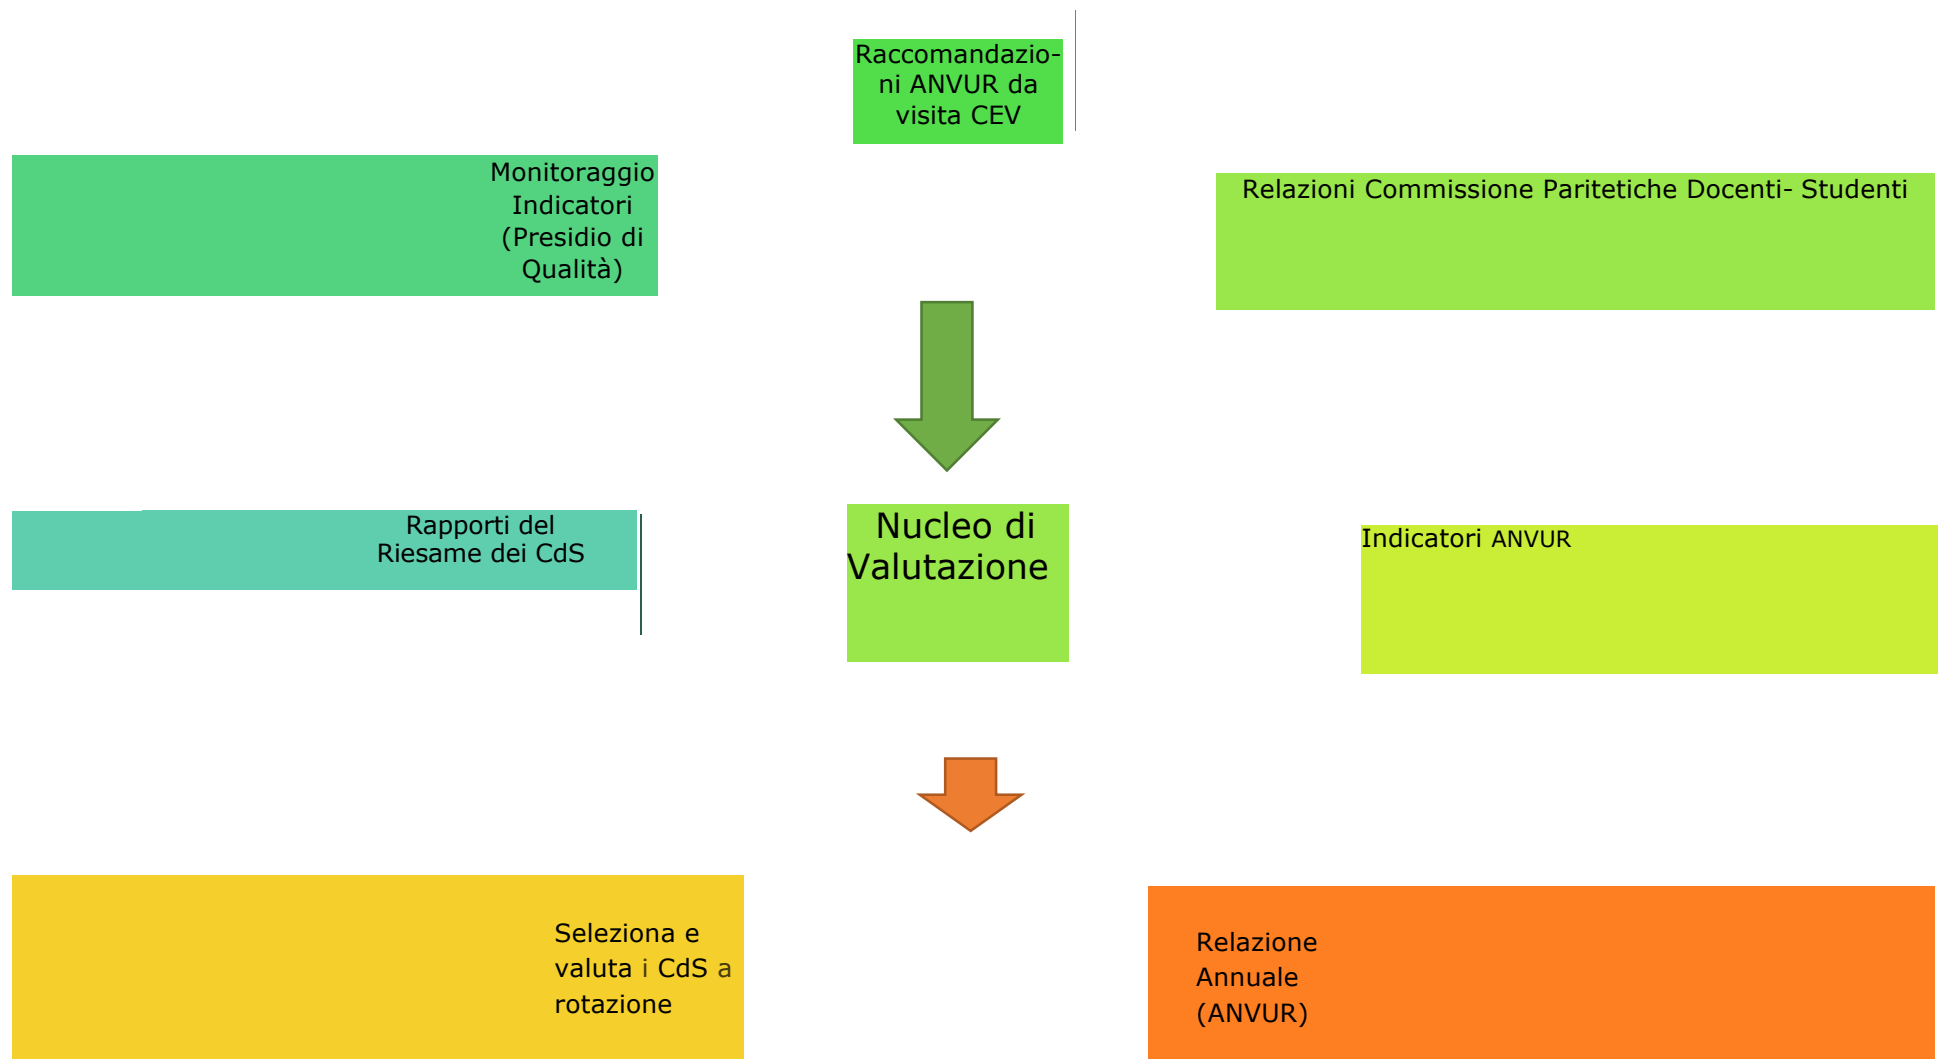 Raccomandazio-
ni ANVUR da
visita CEV
Monitoraggio
Indicatori
(Presidio di
Qualità)
Relazioni Commissione Paritetiche Docenti- Studenti
Rapporti del
Riesame dei CdS
Nucleo di
Valutazione
Indicatori ANVUR
Seleziona e
valuta i CdS a
rotazione
Relazione
Annuale
(ANVUR)